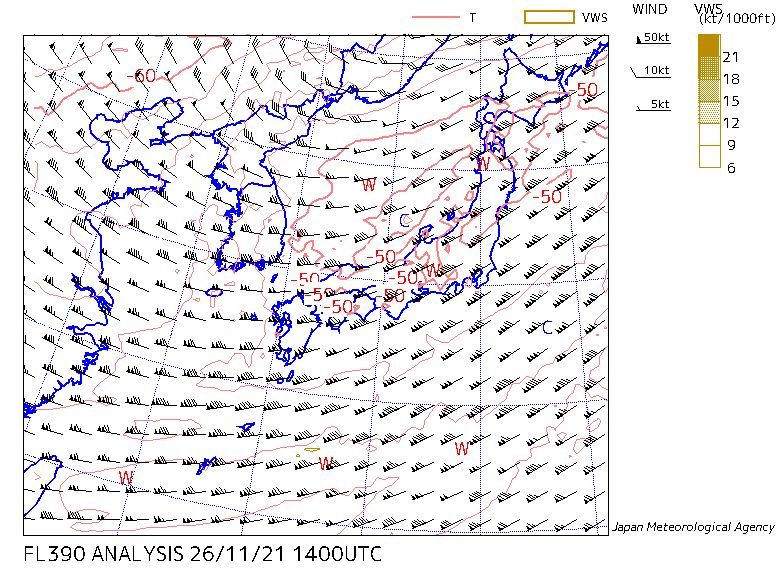 T
VWS
WIND
50kt
10kt
5kt
VWS
(kt/1000ft)
21
18
15
12
9
6
-60
-50
W
W
-50
C
-50
W
-50
-50
-50
-50
-50
C
W
W
W
Japan Meteorological Agency
FL390 ANALYSIS 26/11/21 1400UTC